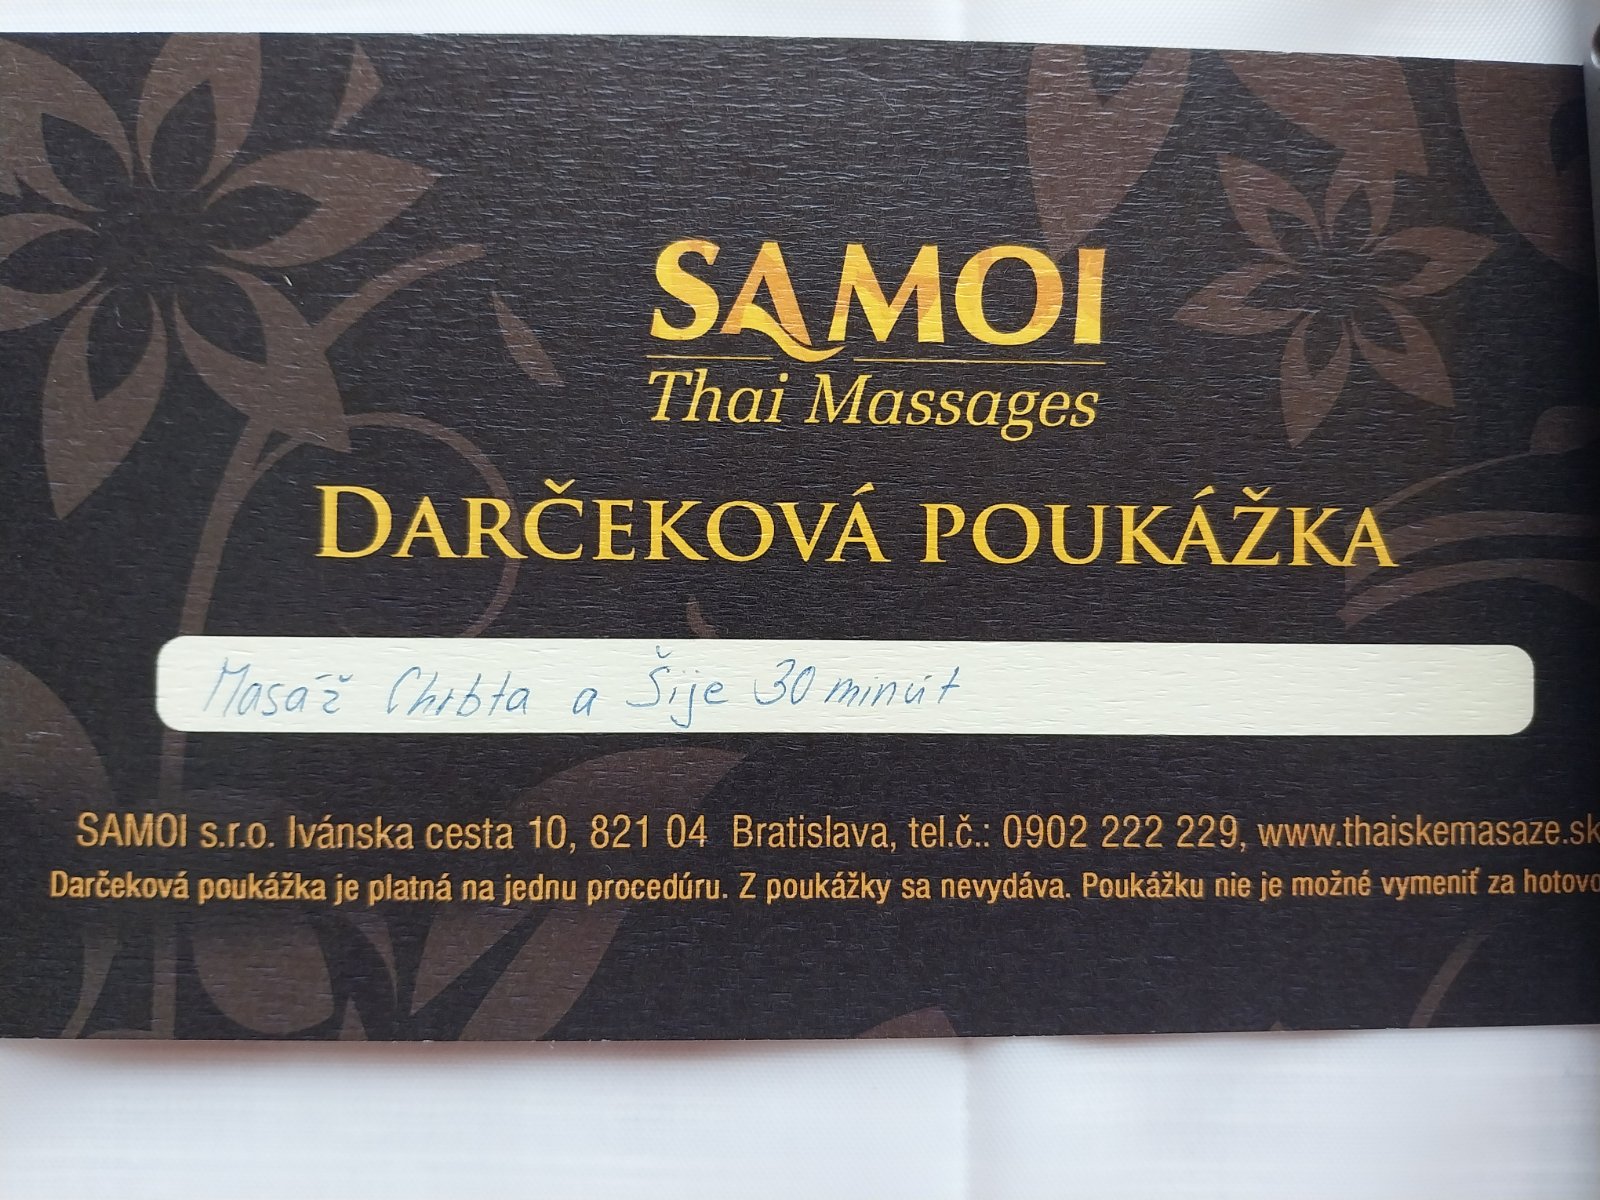 SAMOI
Thai Massages
DARČEKOVÁ POUKÁŽKA
Masáž Chrbta a Šije 30 minút
SAMOI s.r.o. Ivánska cesta 10, 821 04 Bratislava, tel.č.: 0902 222 229, www.thaiskemasaze.sk
Darčeková poukážka je platná na jednu procedúru. Z poukážky sa nevydáva. Poukážku nie je možné vymeniť za